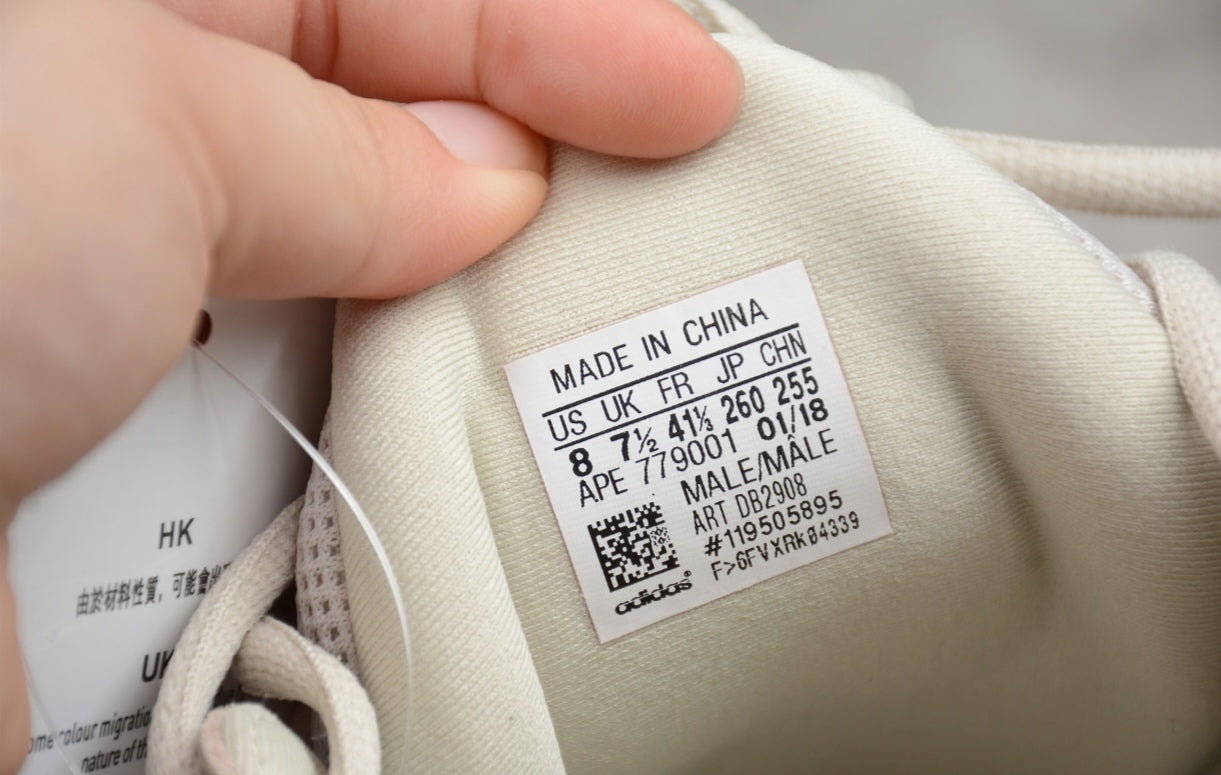 MADE IN CHINA
US UK FR JP CHN
8 7½ 41⅓ 260 255
APE 779001 01/18
MALE/MÂLE
ART DB2908
#119505895
F>6FVXRk04339
adidas®
HK
由於材料性質，可能會出
UK
ome colour migration
nature of th